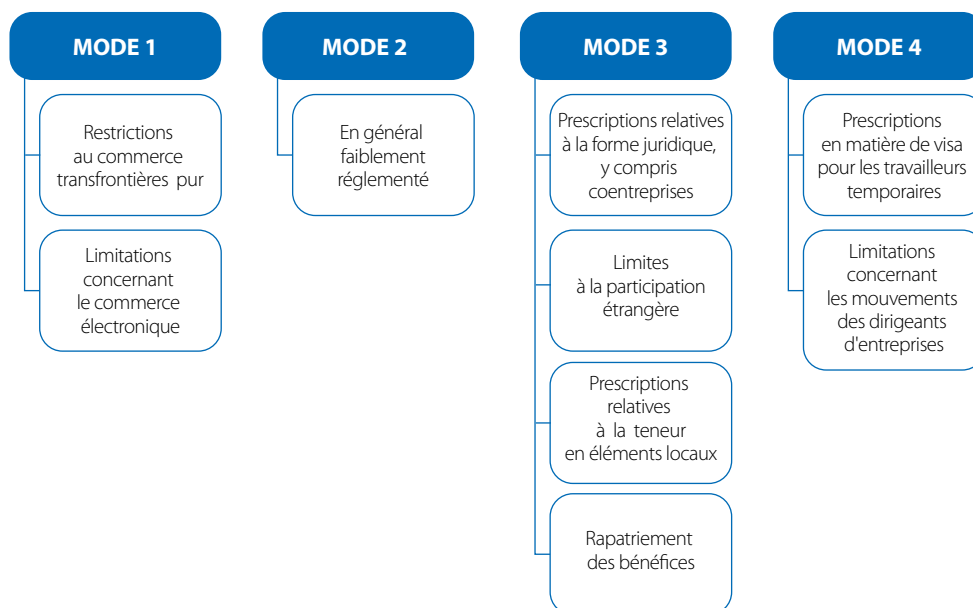 MODE 1
Restrictions
au commerce
transfrontières pur
Limitations
concernant
le commerce
électronique
MODE 2
En général
faiblement
réglementé
MODE 3
Prescriptions relatives
à la forme juridique,
y compris
coentreprises
Limites
à la participation
étrangère
Prescriptions
relatives
à la teneur
en éléments locaux
Rapatriement
des bénéfices
MODE 4
Prescriptions
en matière de visa
pour les travailleurs
temporaires
Limitations
concernant
les mouvements
des dirigeants
d'entreprises